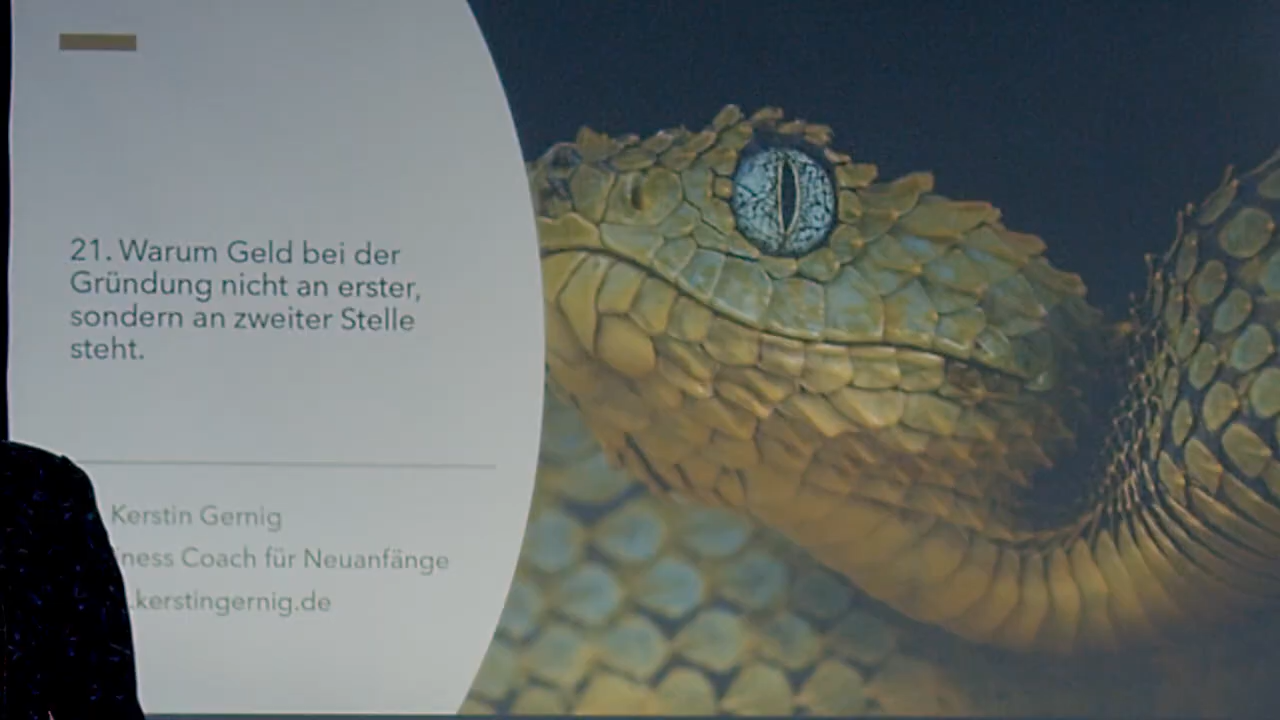 21. Warum Geld bei der
Gründung nicht an erster,
sondern an zweiter Stelle
steht.
Kerstin Gernig
Coach für Neuanfänge
.kerstingernig.de